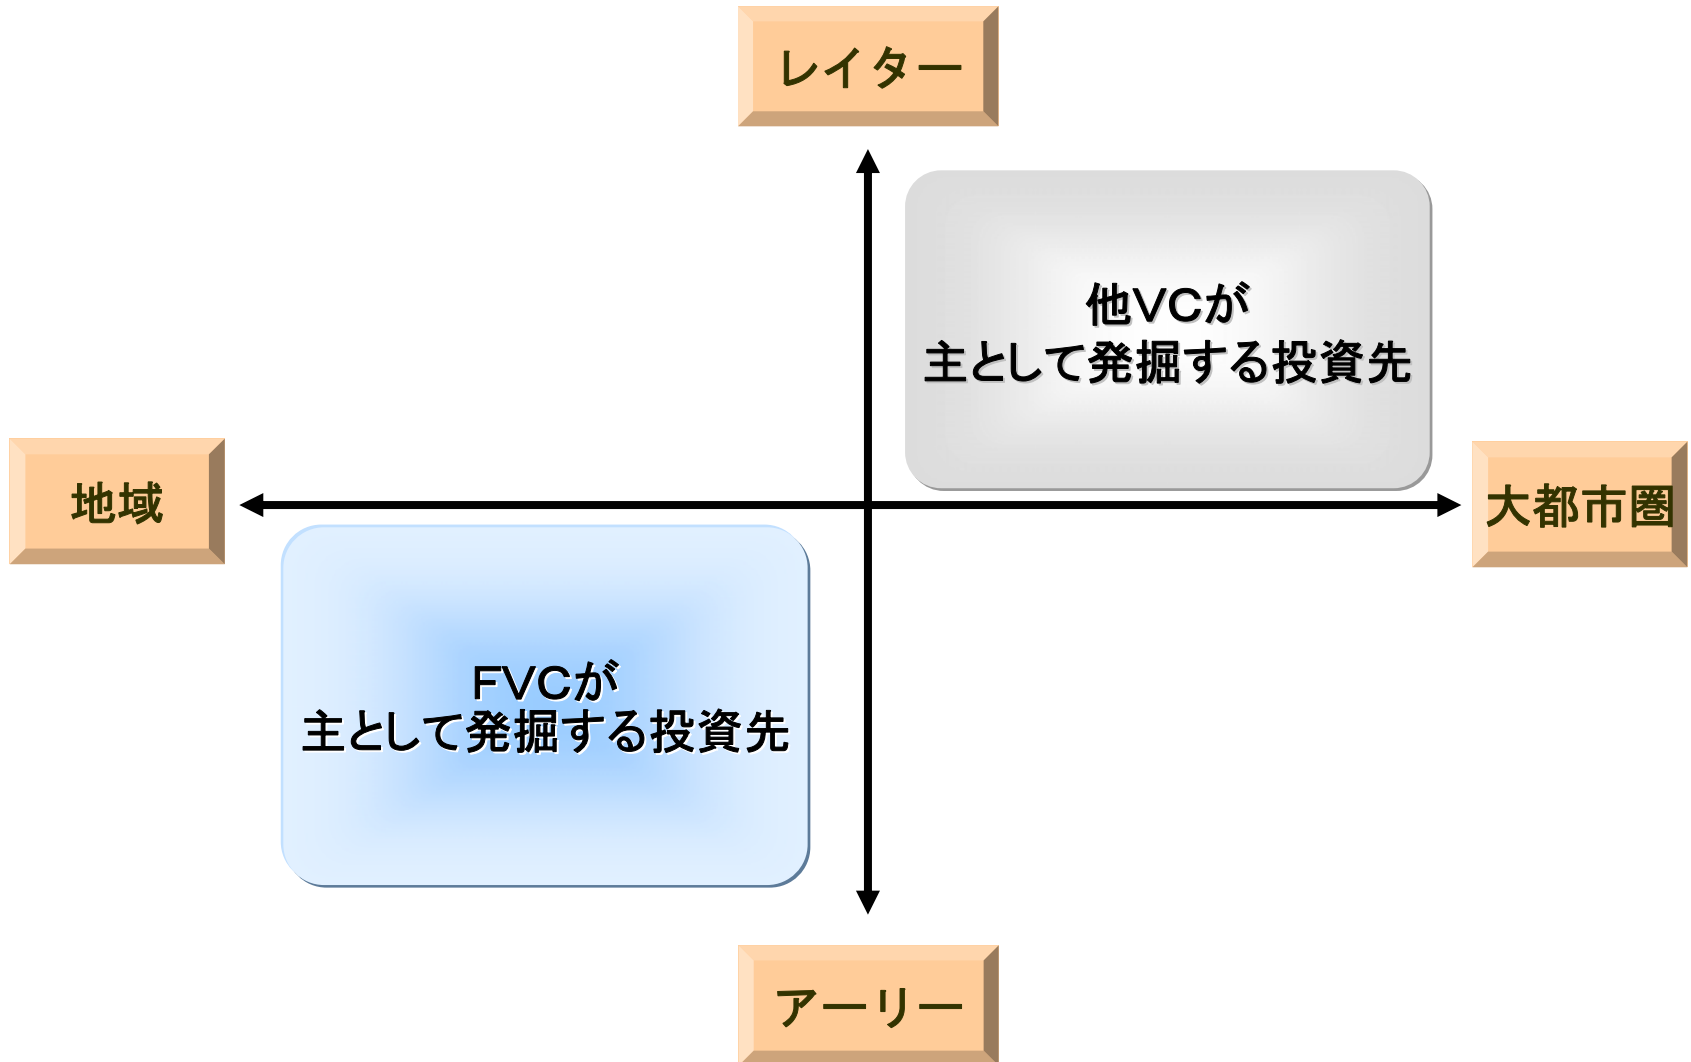 レイター
他ＶＣが
主として発掘する投資先
地域
大都市圏
ＦＶＣが
主として発掘する投資先
アーリー